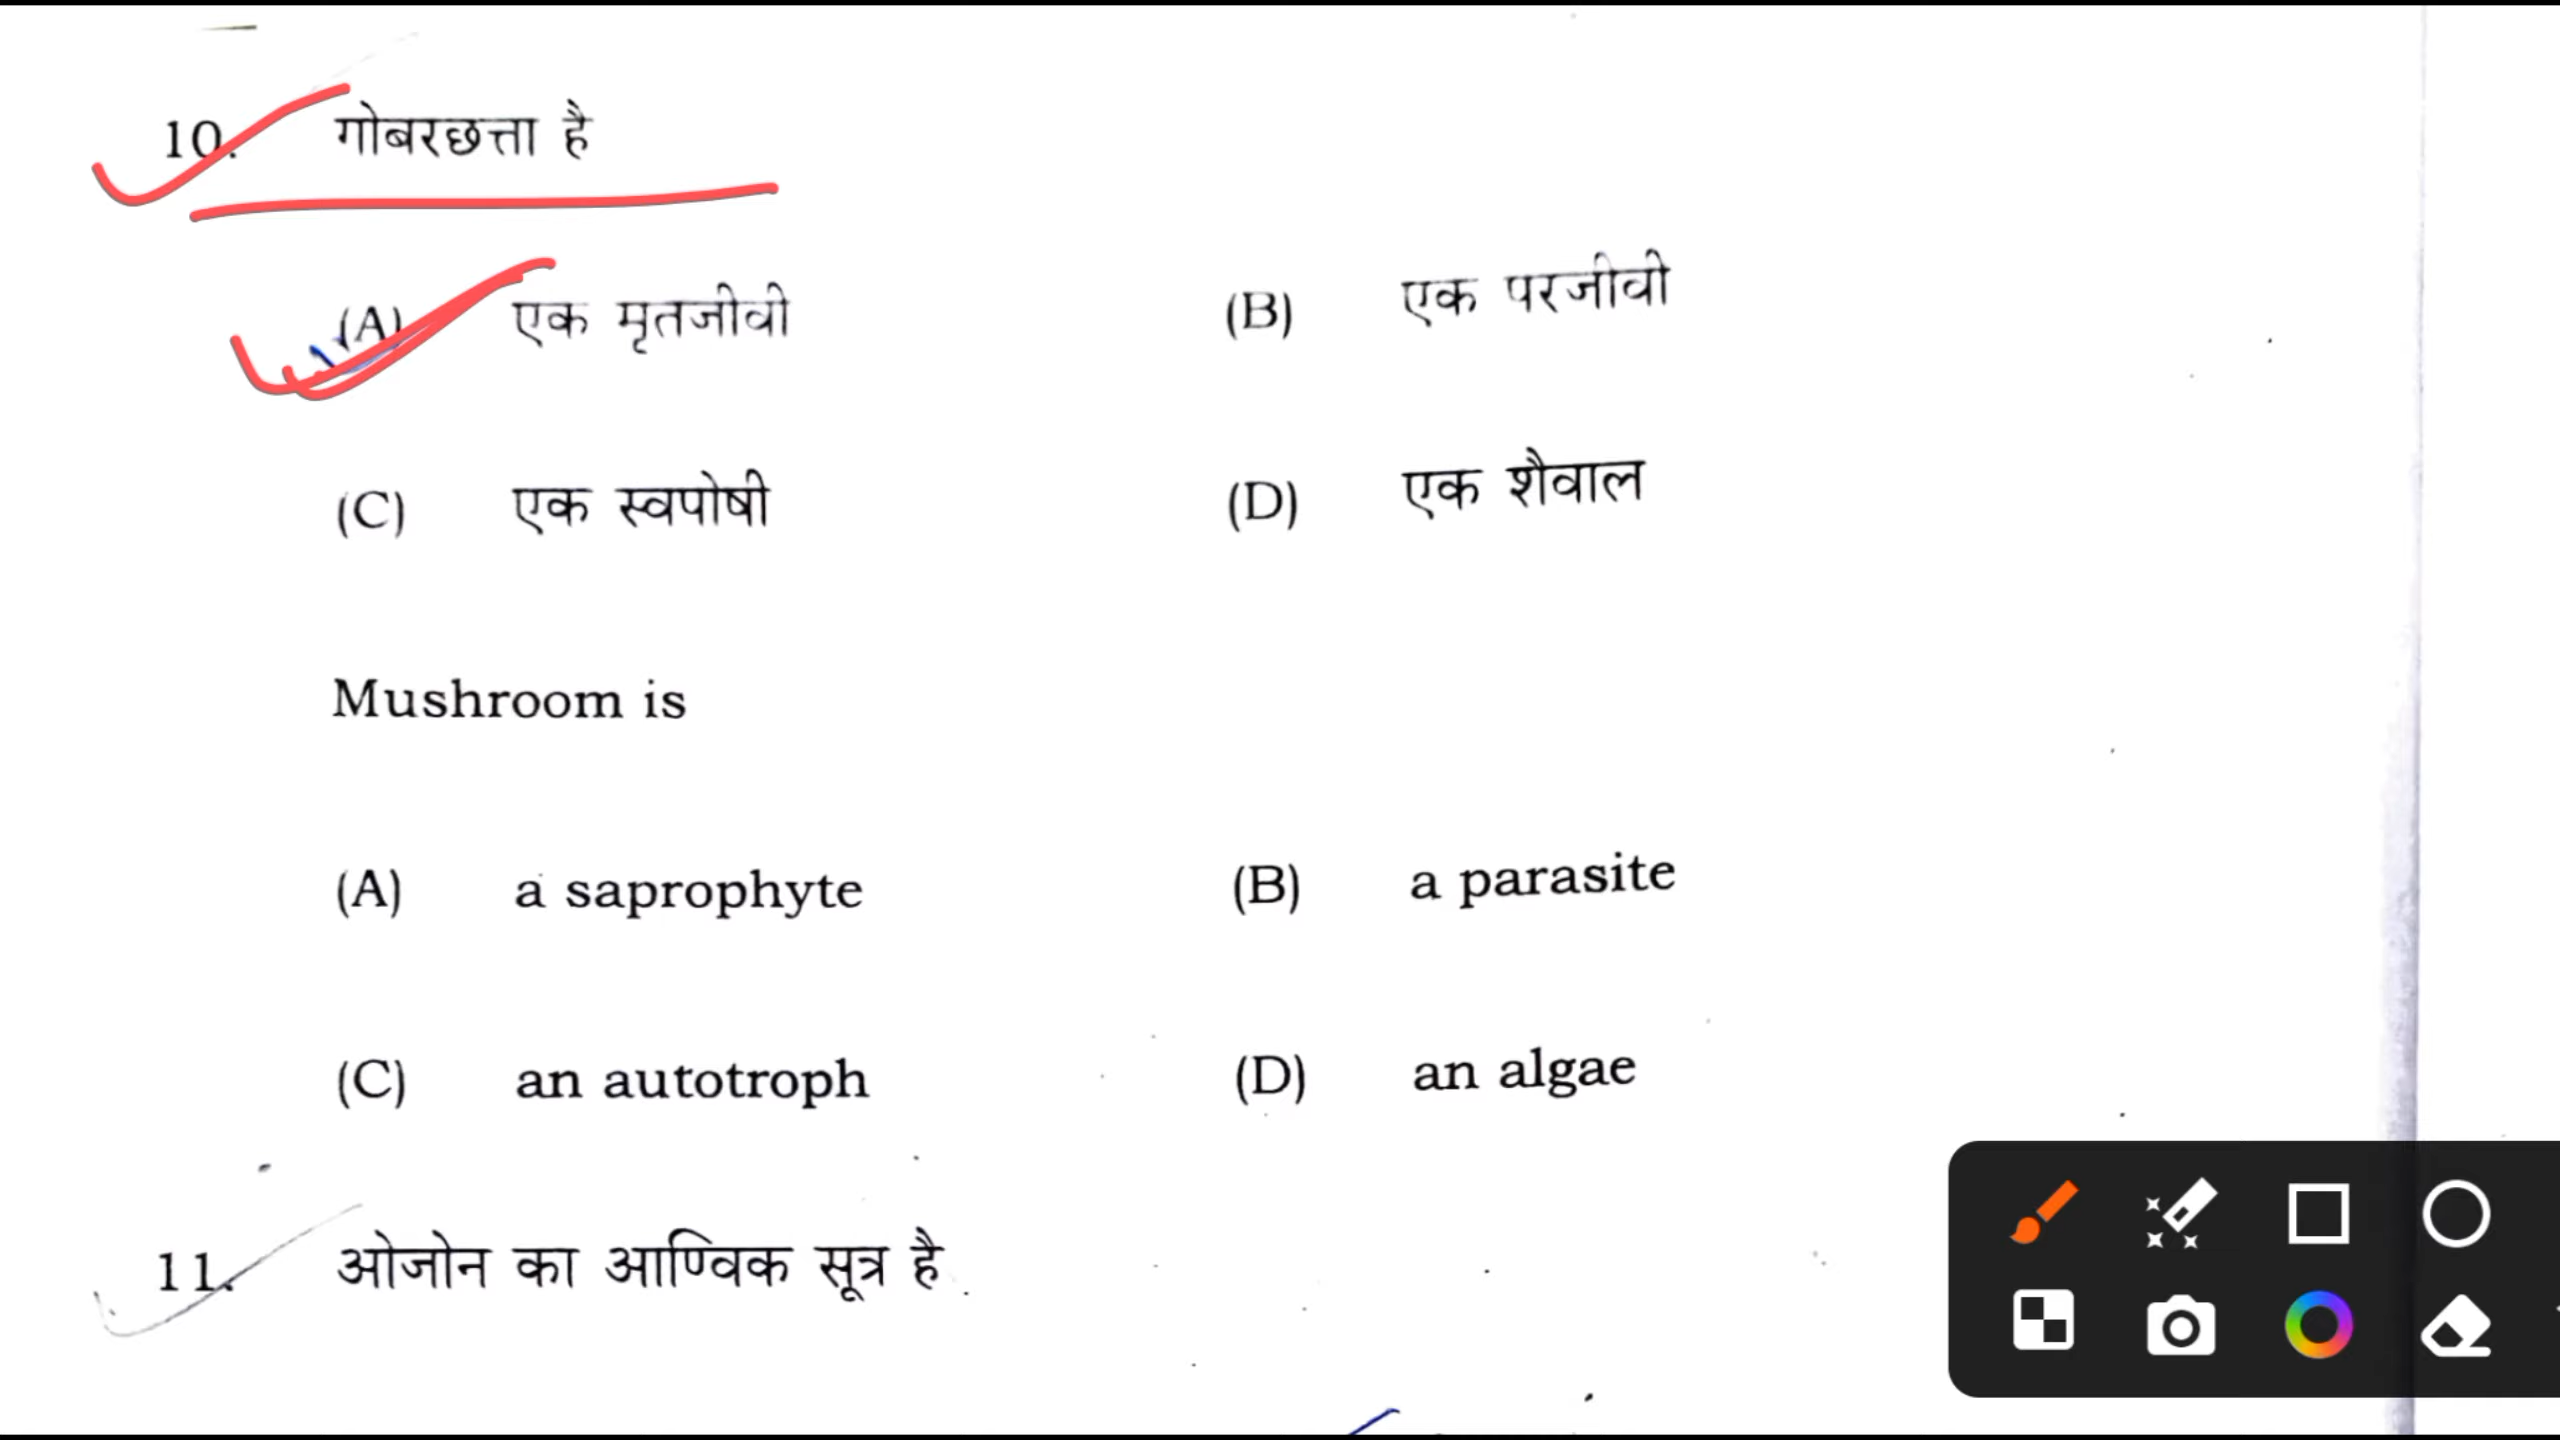 10. गोबरछत्ता है
(A) एक मृतजीवी (B) एक परजीवी
(C) एक स्वपोषी (D) एक शैवाल
Mushroom is
(A) a saprophyte (B) a parasite
(C) an autotroph (D) an algae
11. ओजोन का आण्विक सूत्र है